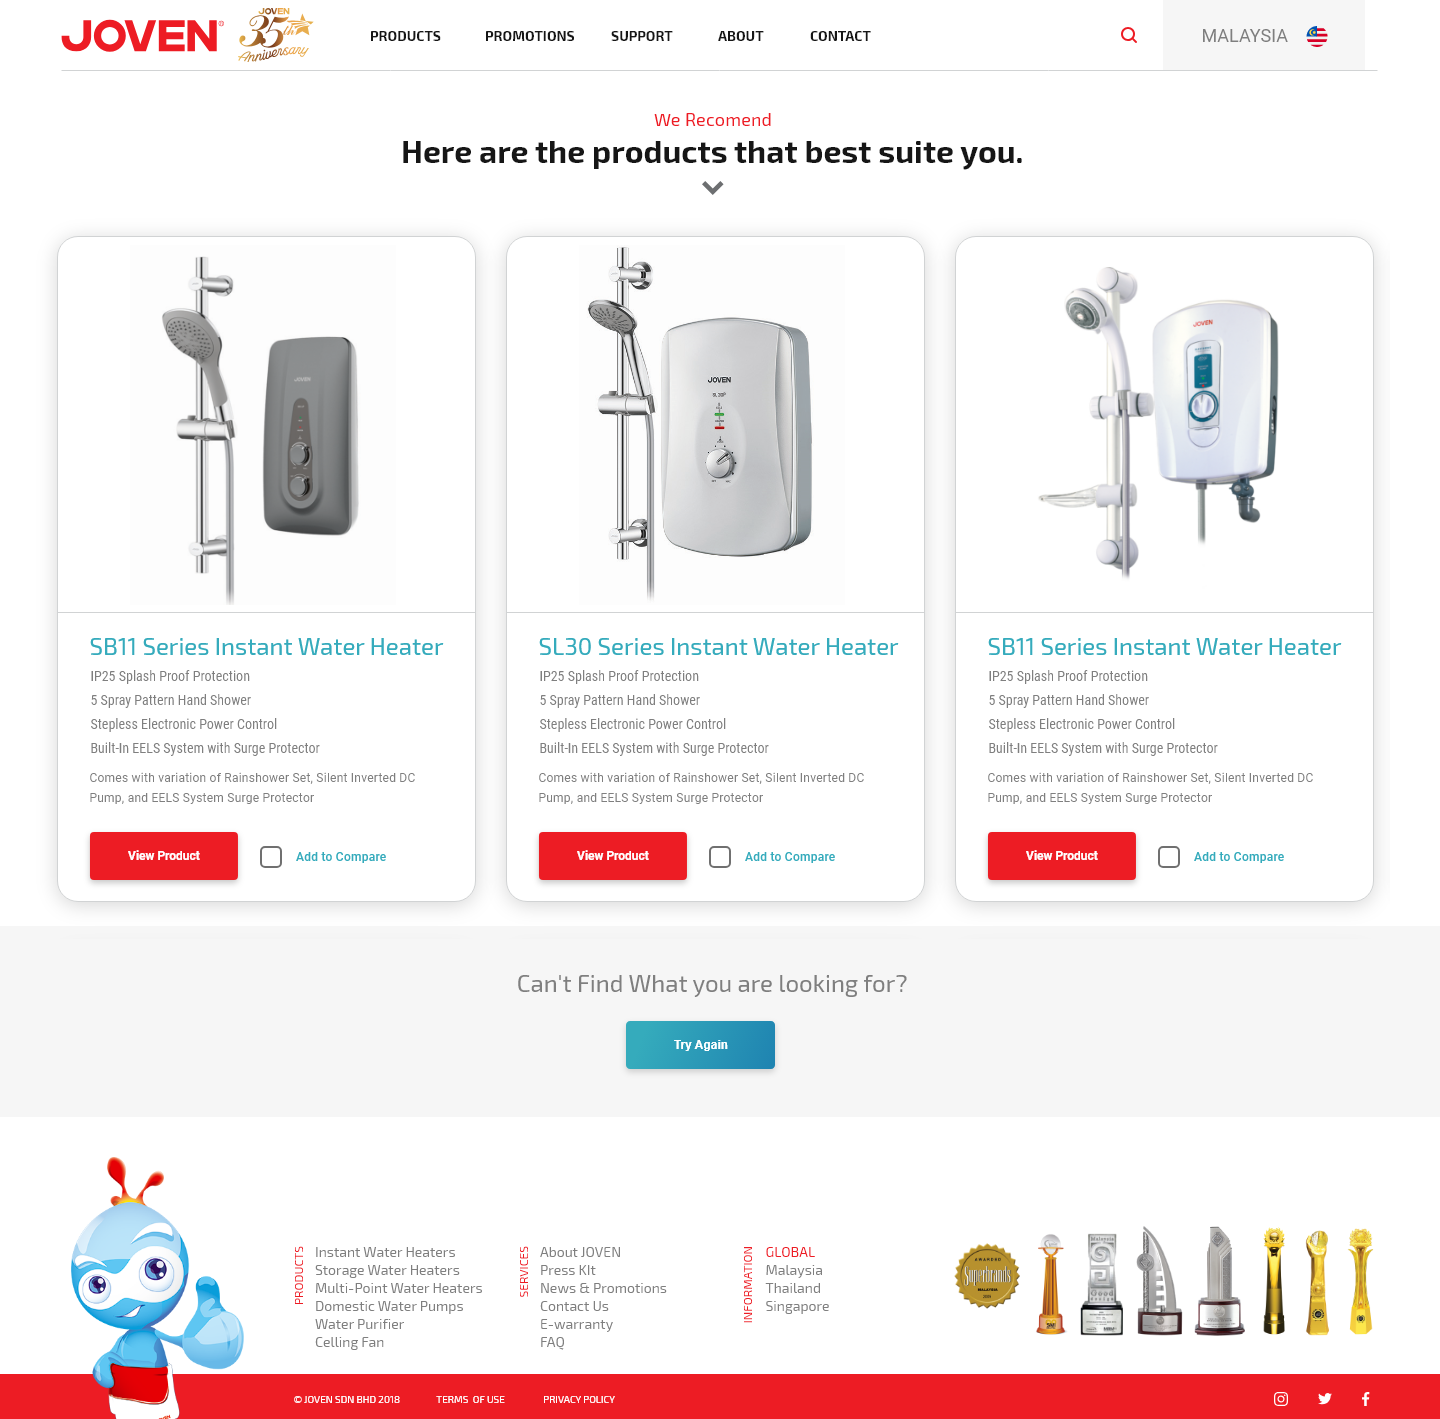 JOVEN®
JOVEN
35th
Anniversary
PRODUCTS
PROMOTIONS
SUPPORT
ABOUT
CONTACT
MALAYSIA
We Recomend
Here are the products that best suite you.
JOVEN
JOVEN
SL30P
JOVEN
SB11 Series Instant Water Heater
IP25 Splash Proof Protection
5 Spray Pattern Hand Shower
Stepless Electronic Power Control
Built-In EELS System with Surge Protector
Comes with variation of Rainshower Set, Silent Inverted DC
Pump, and EELS System Surge Protector
View Product
Add to Compare
SL30 Series Instant Water Heater
IP25 Splash Proof Protection
5 Spray Pattern Hand Shower
Stepless Electronic Power Control
Built-In EELS System with Surge Protector
Comes with variation of Rainshower Set, Silent Inverted DC
Pump, and EELS System Surge Protector
View Product
Add to Compare
SB11 Series Instant Water Heater
IP25 Splash Proof Protection
5 Spray Pattern Hand Shower
Stepless Electronic Power Control
Built-In EELS System with Surge Protector
Comes with variation of Rainshower Set, Silent Inverted DC
Pump, and EELS System Surge Protector
View Product
Add to Compare
Can't Find What you are looking for?
Try Again
PRODUCTS
Instant Water Heaters
Storage Water Heaters
Multi-Point Water Heaters
Domestic Water Pumps
Water Purifier
Celling Fan
SERVICES
About JOVEN
Press KIt
News & Promotions
Contact Us
E-warranty
FAQ
INFORMATION
GLOBAL
Malaysia
Thailand
Singapore
AWARDED
Superbrands
MALAYSIA
Malaysia
© JOVEN SDN BHD 2018
TERMS OF USE
PRIVACY POLICY